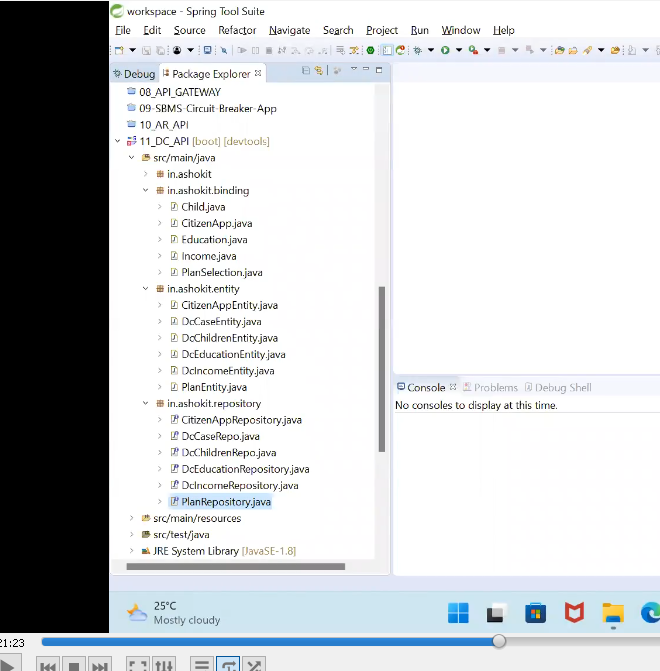 workspace - Spring Tool Suite
File Edit Source Refactor Navigate Search Project Run Window Help
Debug Package Explorer
08_API_GATEWAY
09-SBMS-Circuit-Breaker-App
10_AR_API
11_DC_API [boot] [devtools]
src/main/java
in.ashokit
in.ashokit.binding
Child.java
CitizenApp.java
Education.java
Income.java
PlanSelection.java
in.ashokit.entity
CitizenAppEntity.java
DcCaseEntity.java
DcChildrenEntity.java
DcEducationEntity.java
DcIncomeEntity.java
PlanEntity.java
in.ashokit.repository
CitizenAppRepository.java
DcCaseRepo.java
DcChildrenRepo.java
DcEducationRepository.java
DcIncomeRepository.java
PlanRepository.java
src/main/resources
src/test/java
JRE System Library [JavaSE-1.8]
Console Problems Debug Shell
No consoles to display at this time.
25°C
Mostly cloudy
21:23